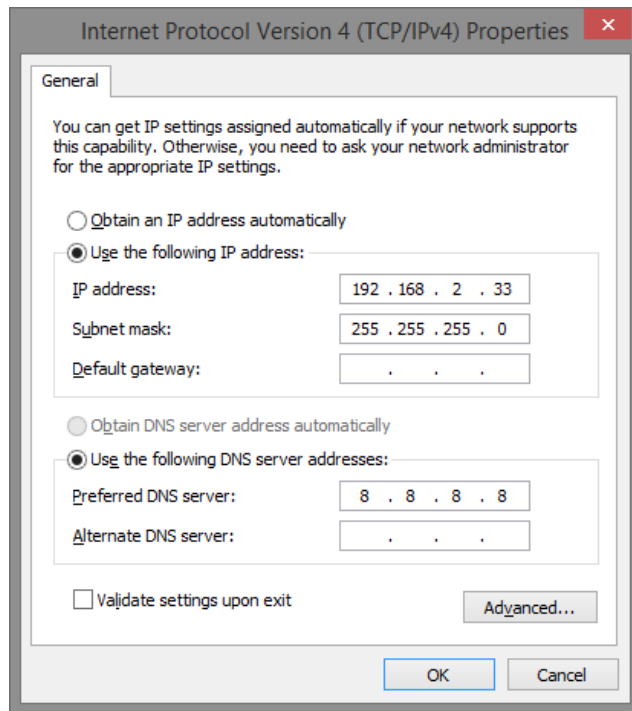 Internet Protocol Version 4 (TCP/IPv4) Properties
General
You can get IP settings assigned automatically if your network supports
this capability. Otherwise, you need to ask your network administrator
for the appropriate IP settings.
Obtain an IP address automatically
Use the following IP address:
IP address: 192 . 168 . 2 . 33
Subnet mask: 255 . 255 . 255 . 0
Default gateway: . . .
Obtain DNS server address automatically
Use the following DNS server addresses:
Preferred DNS server: 8 . 8 . 8 . 8
Alternate DNS server: . . .
Validate settings upon exit
Advanced...
OK Cancel